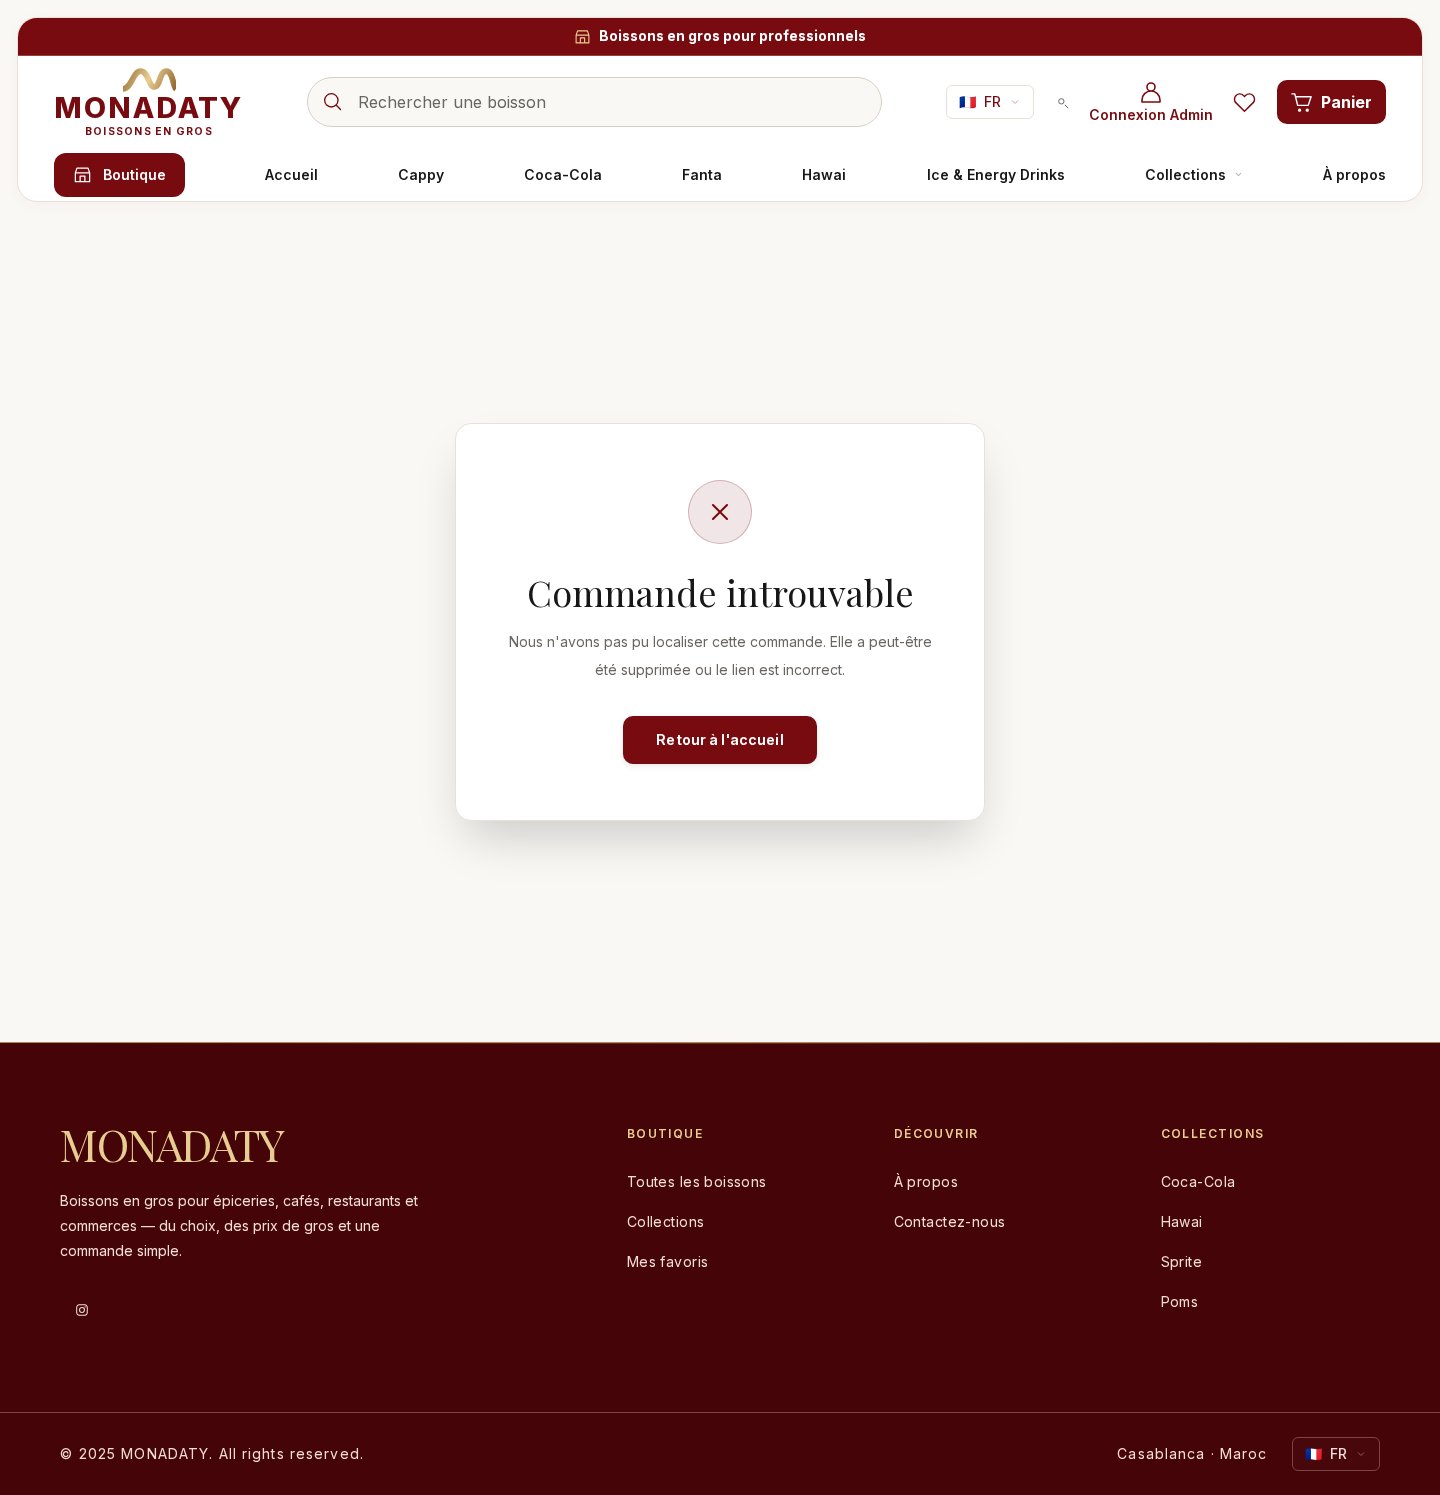 Boissons en gros pour professionnels
MONADATY
BOISSONS EN GROS
Rechercher une boisson
FR
Connexion Admin
Panier
Boutique
Accueil
Cappy
Coca-Cola
Fanta
Hawai
Ice & Energy Drinks
Collections
À propos
Commande introuvable
Nous n'avons pas pu localiser cette commande. Elle a peut-être
été supprimée ou le lien est incorrect.
Retour à l'accueil
MONADATY
Boissons en gros pour épiceries, cafés, restaurants et
commerces — du choix, des prix de gros et une
commande simple.
BOUTIQUE
Toutes les boissons
Collections
Mes favoris
DÉCOUVRIR
À propos
Contactez-nous
COLLECTIONS
Coca-Cola
Hawai
Sprite
Poms
© 2025 MONADATY. All rights reserved.
Casablanca · Maroc
FR